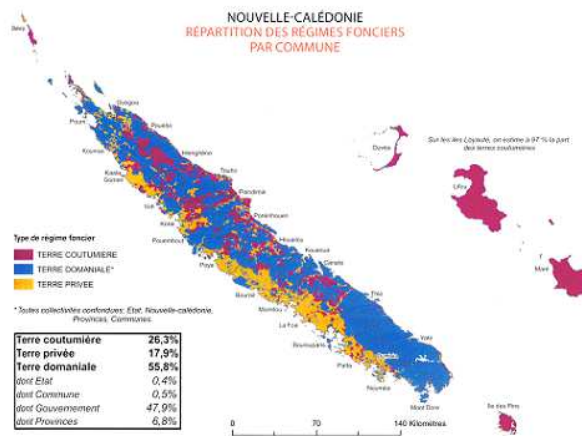 NOUVELLE-CALÉDONIE
RÉPARTITION DES RÉGIMES FONCIERS
PAR COMMUNE
Belep
Ouégoa
Pouébo
Poum
Koumac
Hienghène
Touho
Kaala
Gomen
Poindimié
Voh
Ponérihouen
Koné
Houaïlou
Pouembout
Kouaoua
Canala
Poya
Thio
Bourail
Moindou
La Foa
Yaté
Boulouparis
Païta
Dumbéa
Nouméa
Mont Dore
Ile des Pins
Ouvéa
Sur les îles Loyauté, on estime à 97 % la part
des terres coutumières
Lifou
Maré
Type de régime foncier
TERRE COUTUMIERE
TERRE DOMANIALE*
TERRE PRIVEE
* Toutes collectivités confondues: Etat, Nouvelle-calédonie,
Provinces, Communes.
Terre coutumière 26,3%
Terre privée 17,9%
Terre domaniale 55,8%
dont Etat 0,4%
dont Commune 0,5%
dont Gouvernement 47,9%
dont Provinces 6,8%
0 70 140 Kilomètres